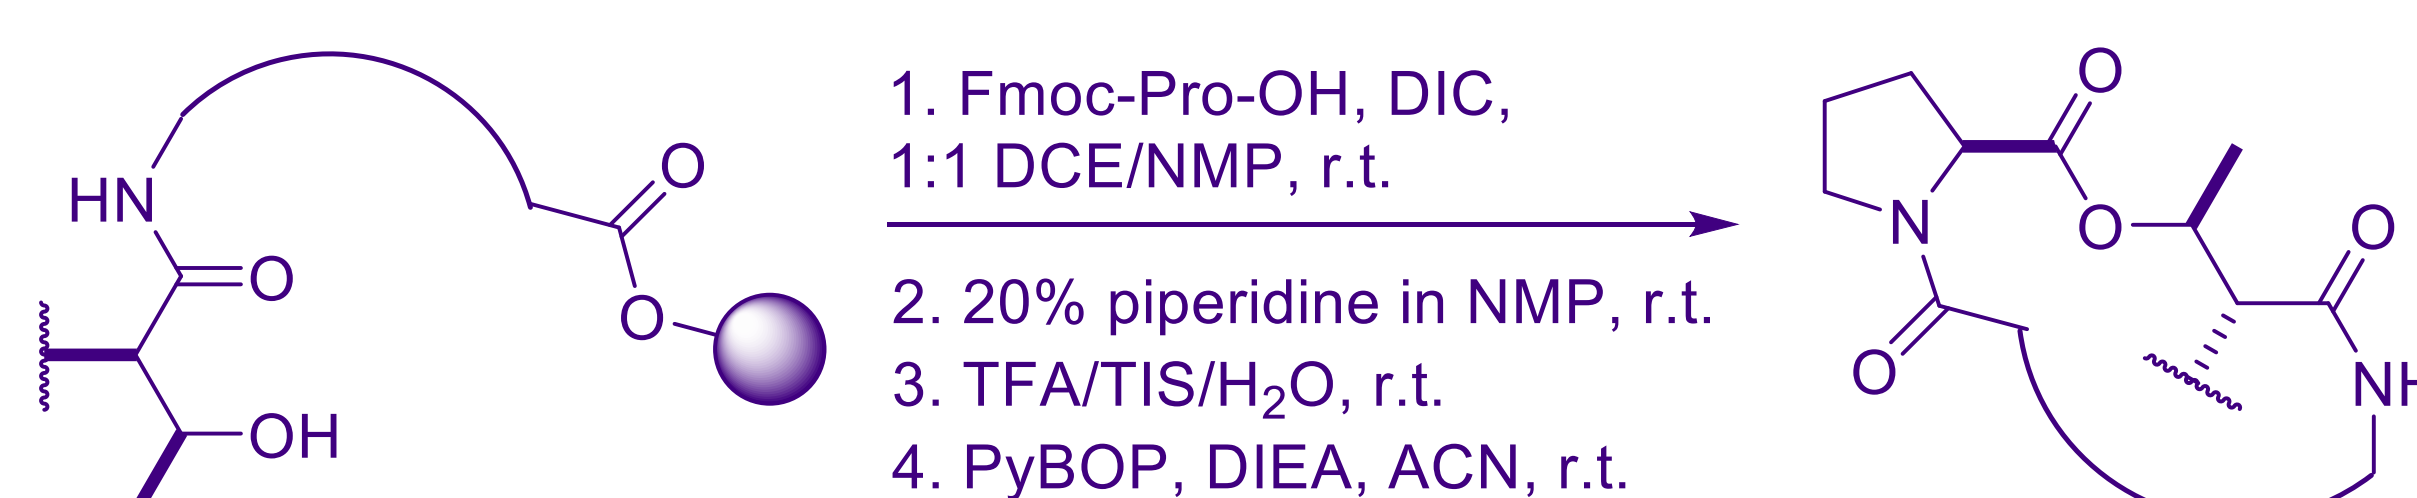 HN
O
OH
O
O
1. Fmoc-Pro-OH, DIC,
1:1 DCE/NMP, r.t.
2. 20% piperidine in NMP, r.t.
3. TFA/TIS/H₂O, r.t.
4. PyBOP, DIEA, ACN, r.t.
O
N
O
O
O
NH